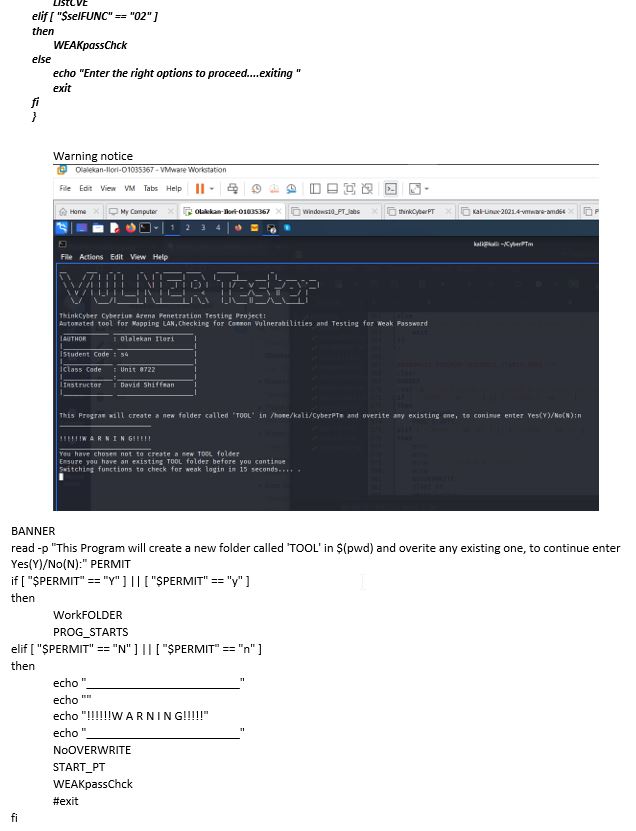 ListCVE
elif [ "$selFUNC" == "02" ]
then
WEAKpassChck
else
echo "Enter the right options to proceed....exiting "
exit
fi
}
Warning notice
Olalekan-Ilori-O1035367 - VMware Workstation
File Edit View VM Tabs Help
Home My Computer Olalekan-Ilori-O1035367 Windows10_PT_labs thinkCyberPT Kali-Linux-2021.4-vmware-amd64
1 2 3 4
kali@kali: ~/CyberPTm
File Actions Edit View Help
ThinkCyber Cyberium Arena Penetration Testing Project:
Automated tool for Mapping LAN,Checking for Common Vulnerabilities and Testing for Weak Password
|AUTHOR : Olalekan Ilori |
|Student Code : s4 |
|Class Code : Unit 0722 |
|Instructor : David Shiffman |
This Program will create a new folder called 'TOOL' in /home/kali/CyberPTm and overite any existing one, to coninue enter Yes(Y)/No(N):n
!!!!!!W A R N I N G!!!!!
You have chosen not to create a new TOOL folder
Ensure you have an existing TOOL folder before you continue
Switching functions to check for weak login in 15 seconds.... .
BANNER
read -p "This Program will create a new folder called 'TOOL' in $(pwd) and overite any existing one, to continue enter
Yes(Y)/No(N):" PERMIT
if [ "$PERMIT" == "Y" ] || [ "$PERMIT" == "y" ]
then
WorkFOLDER
PROG_STARTS
elif [ "$PERMIT" == "N" ] || [ "$PERMIT" == "n" ]
then
echo "_______________________"
echo ""
echo "!!!!!!W A R N I N G!!!!!"
echo "_______________________"
NoOVERWRITE
START_PT
WEAKpassChck
#exit
fi